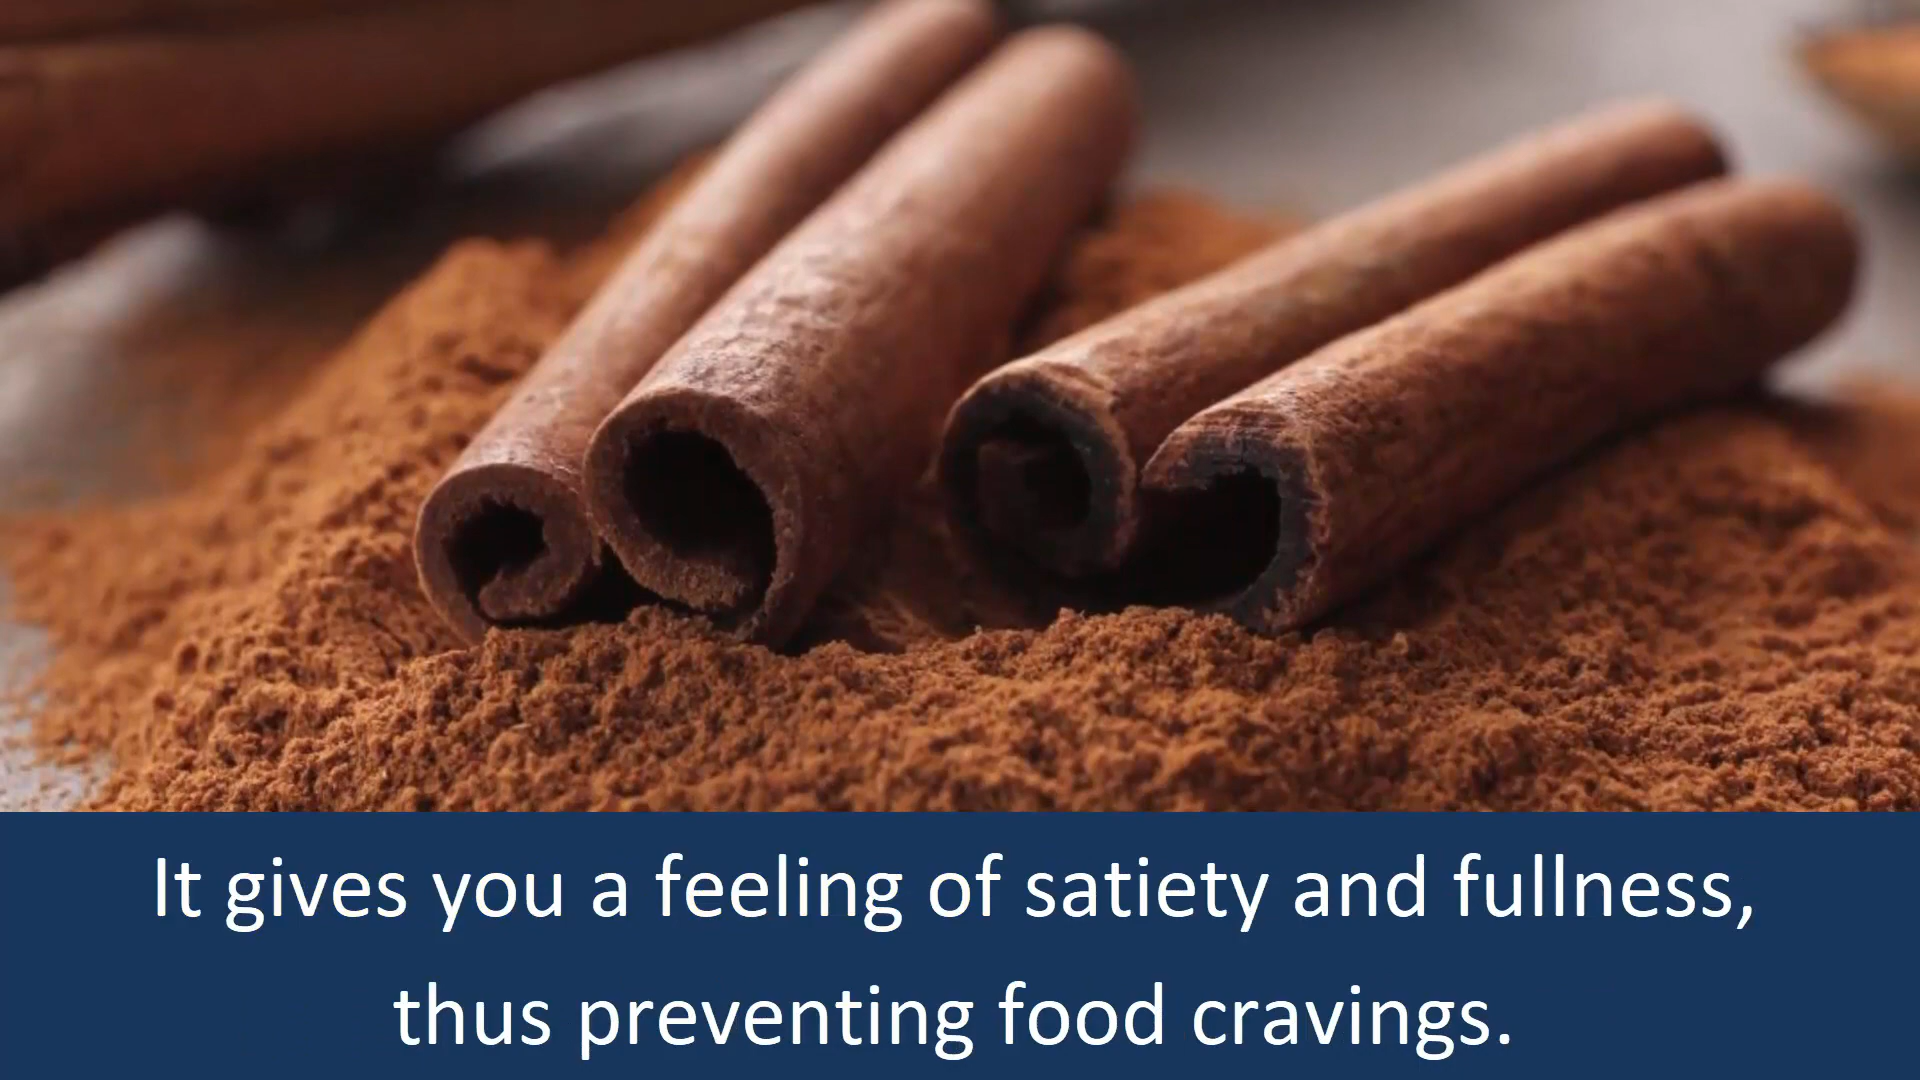 It gives you a feeling of satiety and fullness,
thus preventing food cravings.